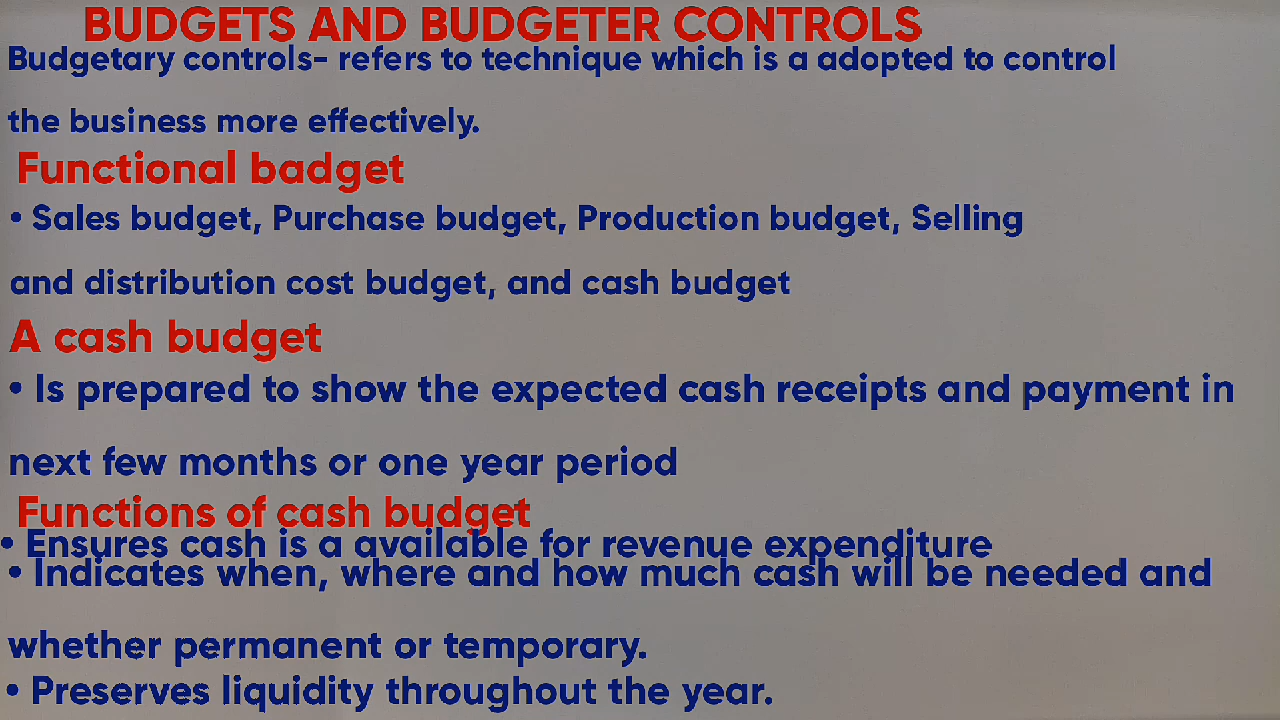 BUDGETS AND BUDGETER CONTROLS
Budgetary controls- refers to technique which is a adopted to control
the business more effectively.
Functional badget
• Sales budget, Purchase budget, Production budget, Selling
and distribution cost budget, and cash budget
A cash budget
• Is prepared to show the expected cash receipts and payment in
next few months or one year period
Functions of cash budget
• Ensures cash is a available for revenue expenditure
• Indicates when, where and how much cash will be needed and
whether permanent or temporary.
• Preserves liquidity throughout the year.